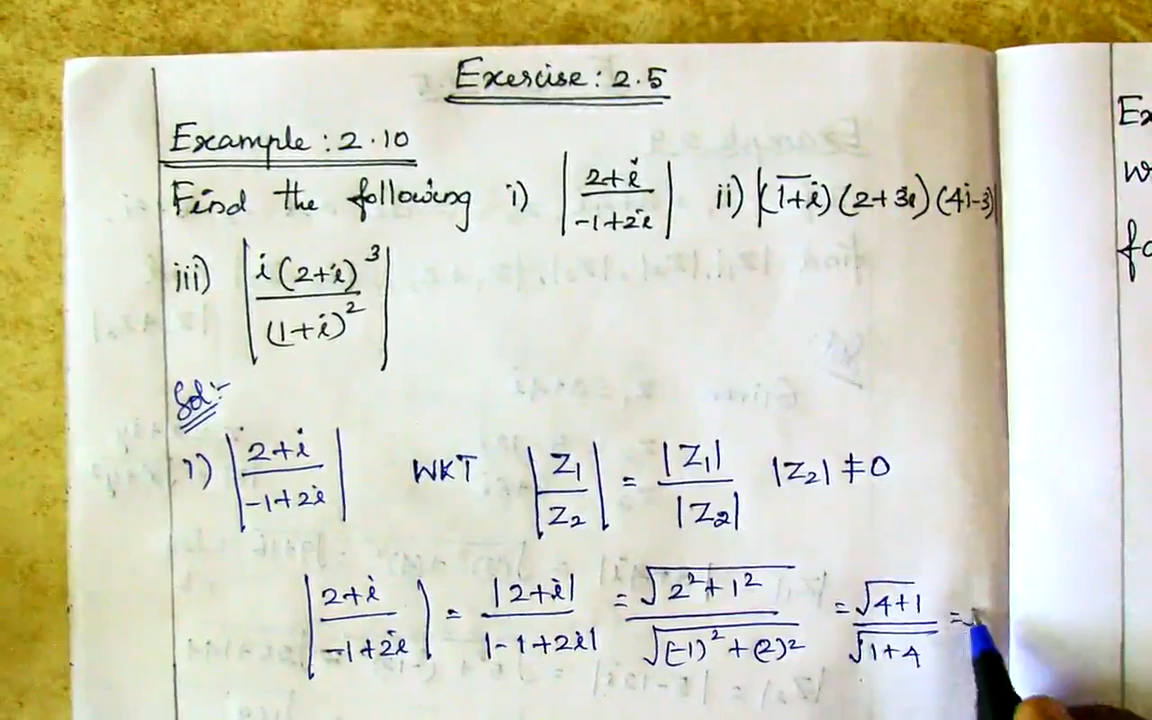 Exercise: 2.5
Example: 2.10
Find the following i) |2+i / -1+2i| ii) |(1̅+̅i̅)(2+3i)(4i-3)|
iii) |i(2+i)³ / (1+i)²|
Sol:-
i) |2+i / -1+2i| WKT |Z₁/Z₂| = |Z₁|/|Z₂| |Z₂| ≠ 0
|2+i / -1+2i| = |2+i| / |-1+2i| = √(2²+1²) / √((-1)²+(2)²) = √(4+1) / √(1+4) =
Ex
W
fo